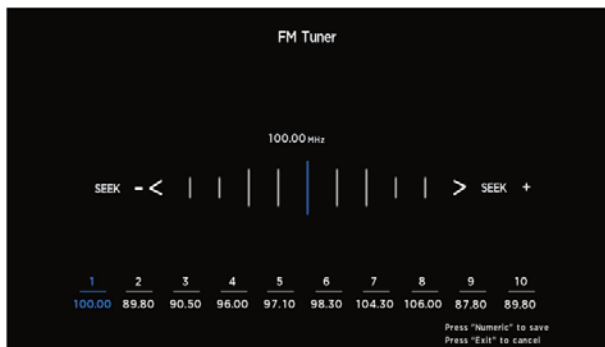 FM Tuner
100.00 MHz
SEEK - < > SEEK +
1 2 3 4 5 6 7 8 9 10
100.00 89.80 90.50 96.00 97.10 98.30 104.30 106.00 87.80 89.80
Press "Numeric" to save
Press "Exit" to cancel